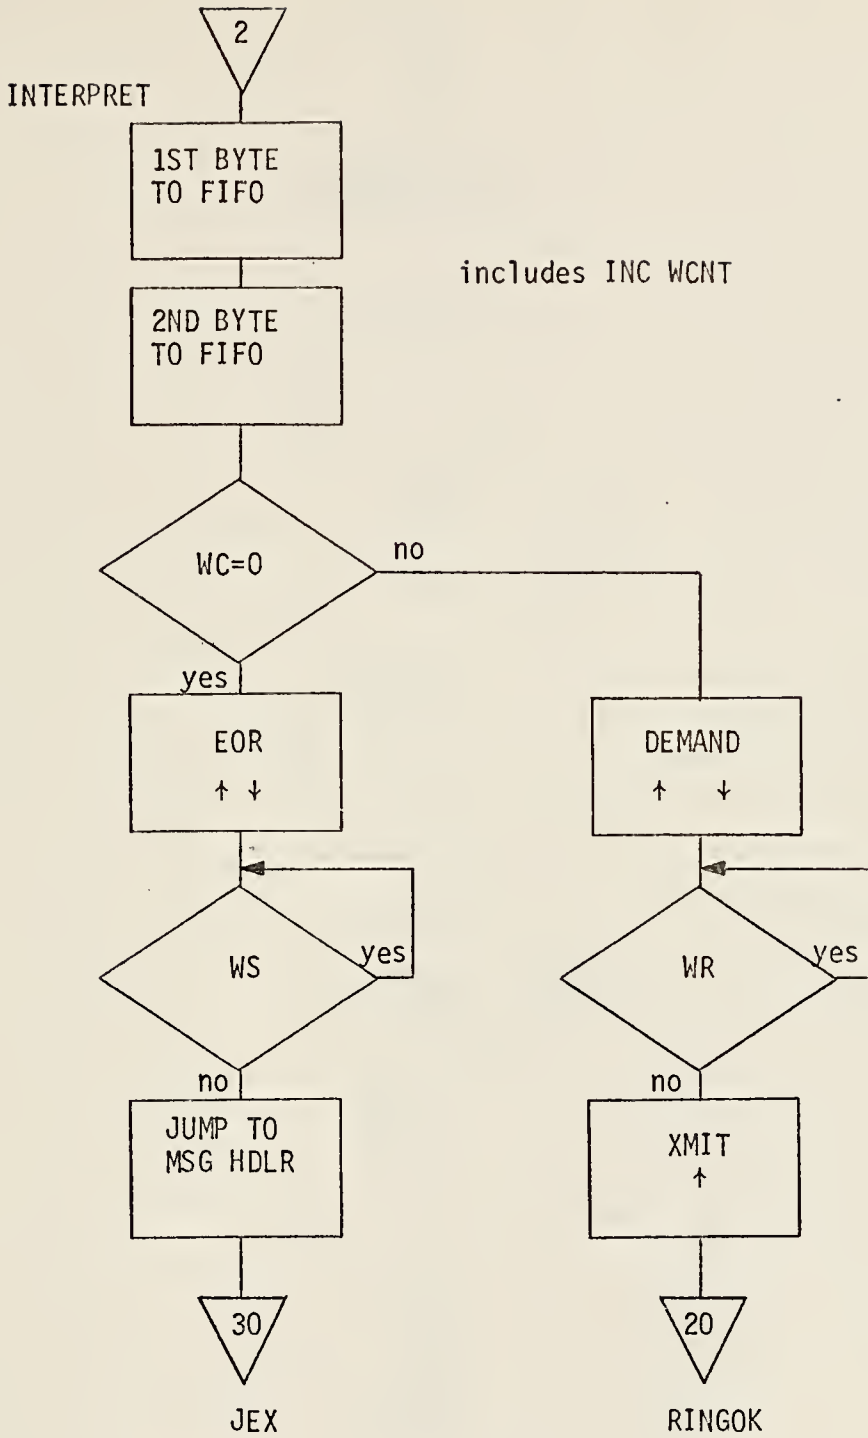 2
INTERPRET
1ST BYTE
TO FIFO
includes INC WCNT
2ND BYTE
TO FIFO
WC=0
no
yes
EOR
↑ ↓
DEMAND
↑ ↓
WS
yes
WR
yes
no
no
JUMP TO
MSG HDLR
XMIT
↑
30
20
JEX
RINGOK